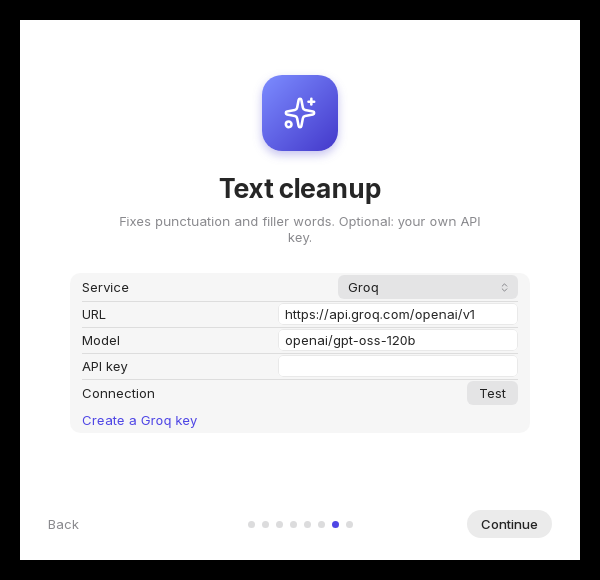 Text cleanup
Fixes punctuation and filler words. Optional: your own API
key.
Service Groq
URL https://api.groq.com/openai/v1
Model openai/gpt-oss-120b
API key
Connection Test
Create a Groq key
Back Continue